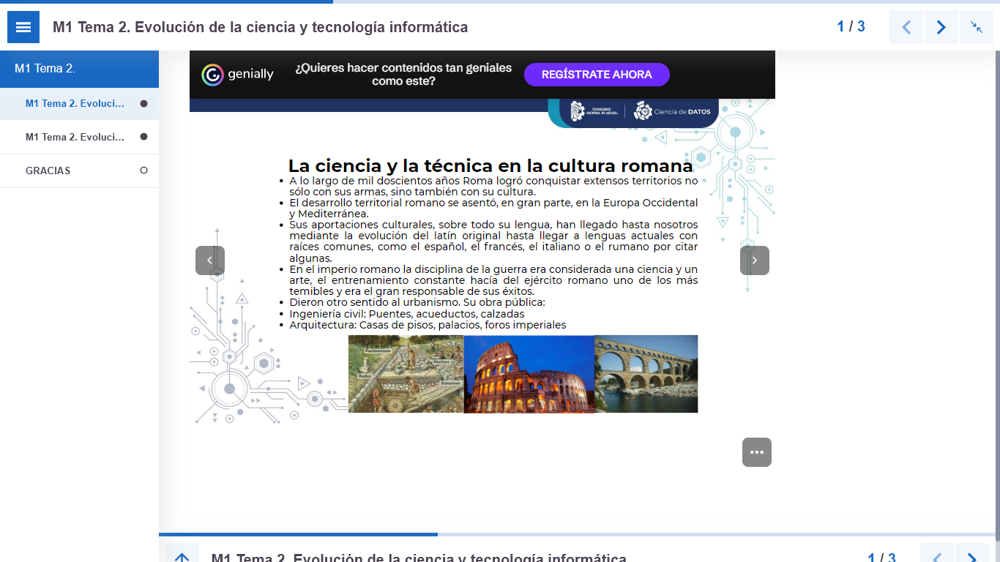 M1 Tema 2. Evolución de la ciencia y tecnología informática
1 / 3
M1 Tema 2.
M1 Tema 2. Evoluci...
M1 Tema 2. Evoluci...
GRACIAS
genially
¿Quieres hacer contenidos tan geniales
como este?
REGÍSTRATE AHORA
TECNOLÓGICO
NACIONAL DE MÉXICO
Ciencia de DATOS
La ciencia y la técnica en la cultura romana
• A lo largo de mil doscientos años Roma logró conquistar extensos territorios no
sólo con sus armas, sino también con su cultura.
• El desarrollo territorial romano se asentó, en gran parte, en la Europa Occidental
y Mediterránea.
• Sus aportaciones culturales, sobre todo su lengua, han llegado hasta nosotros
mediante la evolución del latín original hasta llegar a lenguas actuales con
raíces comunes, como el español, el francés, el italiano o el rumano por citar
algunas.
• En el imperio romano la disciplina de la guerra era considerada una ciencia y un
arte, el entrenamiento constante hacía del ejército romano uno de los más
temibles y era el gran responsable de sus éxitos.
• Dieron otro sentido al urbanismo. Su obra pública:
• Ingeniería civil: Puentes, acueductos, calzadas
• Arquitectura: Casas de pisos, palacios, foros imperiales
Pavimentum
Nucleus
Rudus
Statumen
M1 Tema 2. Evolución de la ciencia y tecnología informática
1 / 3